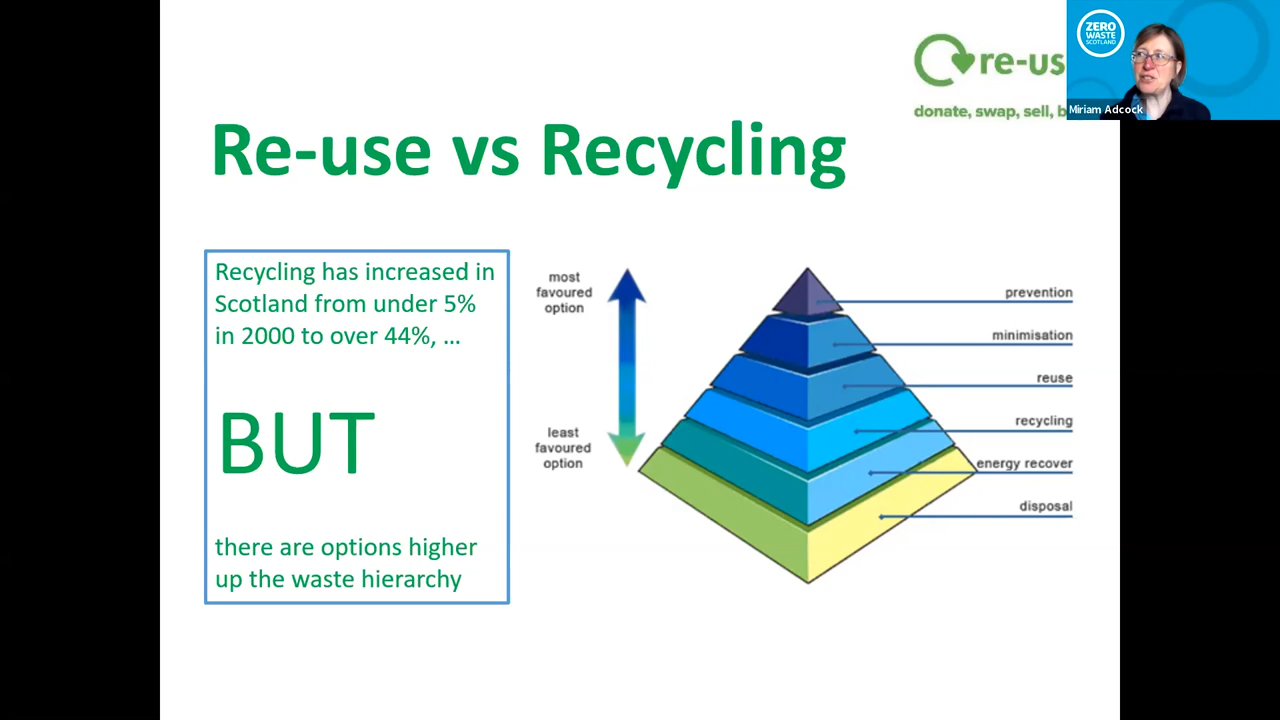 ZERO
WASTE
SCOTLAND
Miriam Adcock
re-us
donate, swap, sell, b
Re-use vs Recycling
Recycling has increased in
Scotland from under 5%
in 2000 to over 44%, ...
BUT
there are options higher
up the waste hierarchy
most
favoured
option
least
favoured
option
prevention
minimisation
reuse
recycling
energy recover
disposal